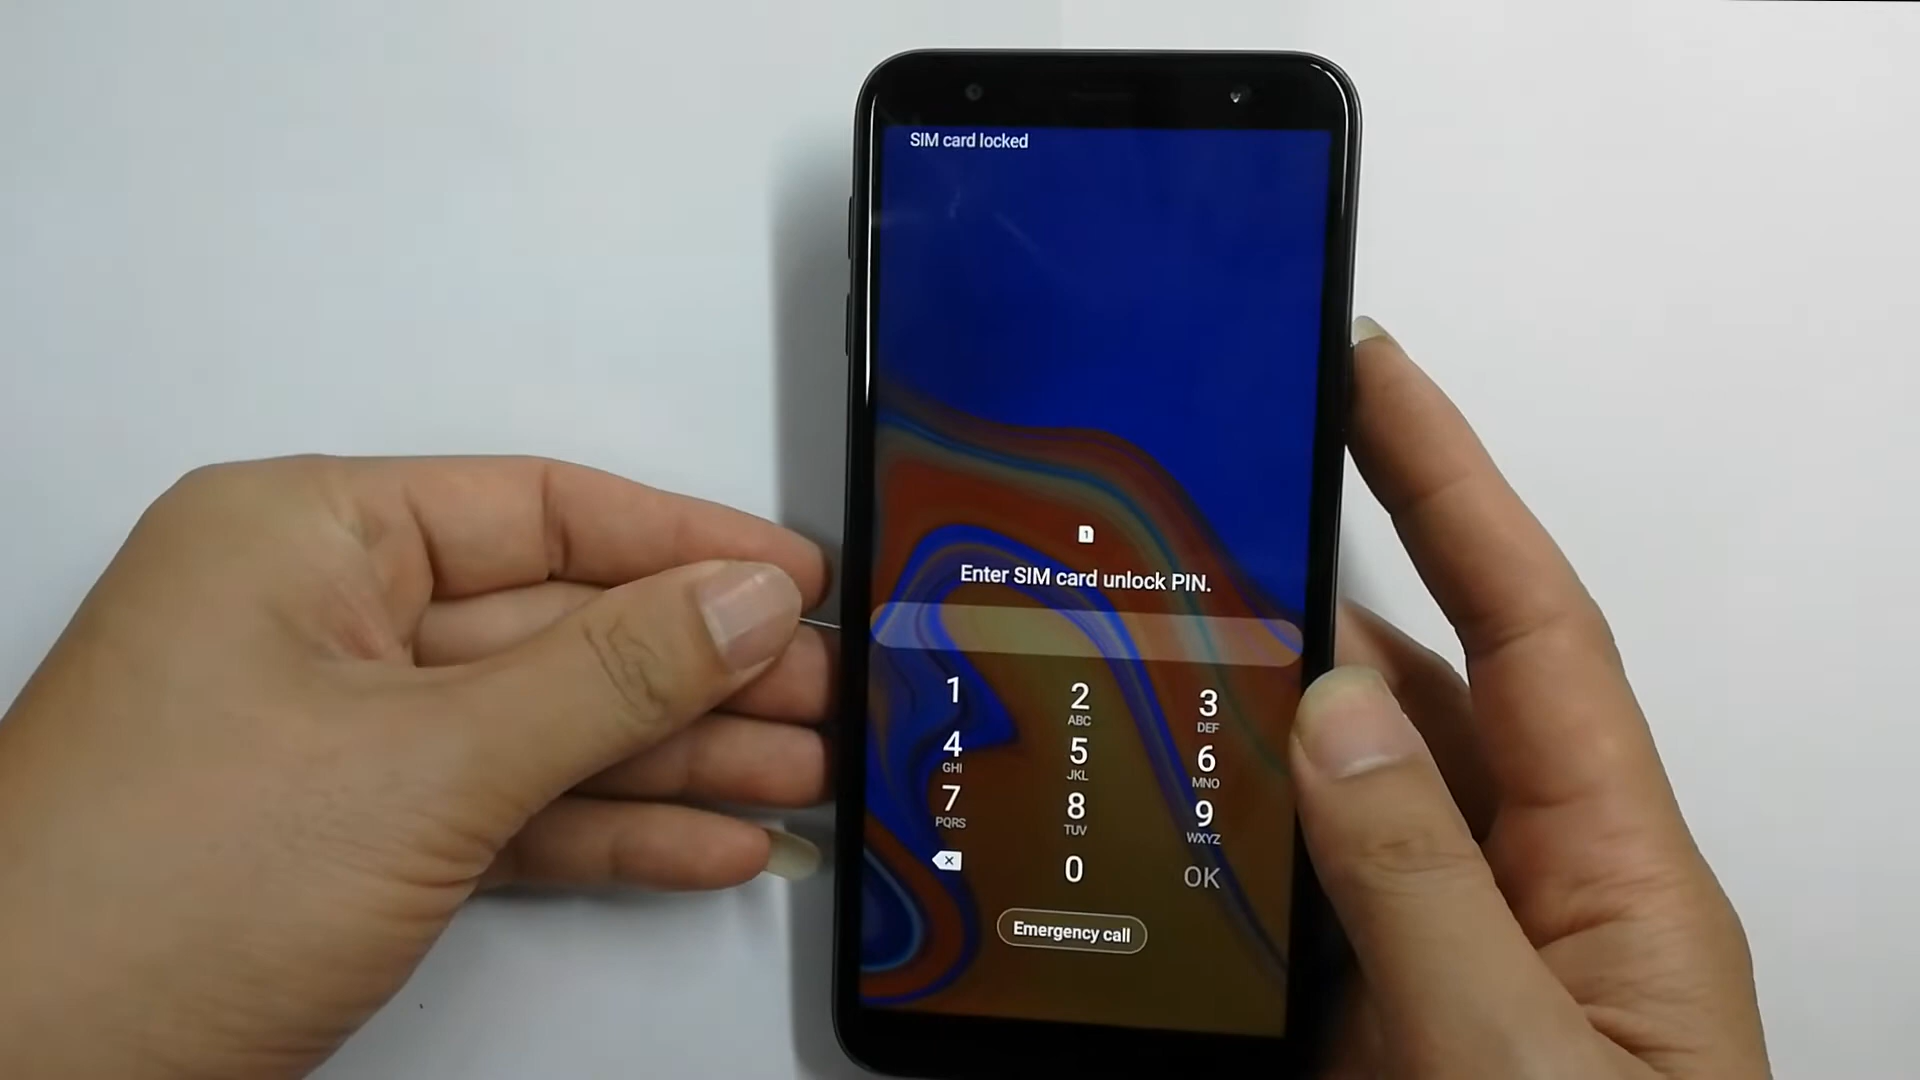 SIM card locked
1
Enter SIM card unlock PIN.
1 2 3
ABC DEF
4 5 6
GHI JKL MNO
7 8 9
PQRS TUV WXYZ
0 OK
Emergency call